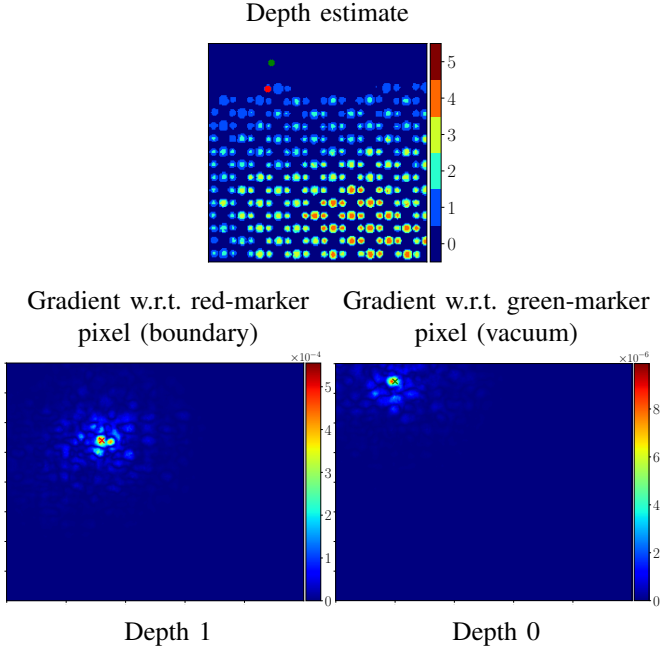 Depth estimate
5
4
3
2
1
0
Gradient w.r.t. red-marker
pixel (boundary)
Gradient w.r.t. green-marker
pixel (vacuum)
×10⁻⁴
5
4
3
2
1
0
×10⁻⁶
8
6
4
2
0
Depth 1
Depth 0